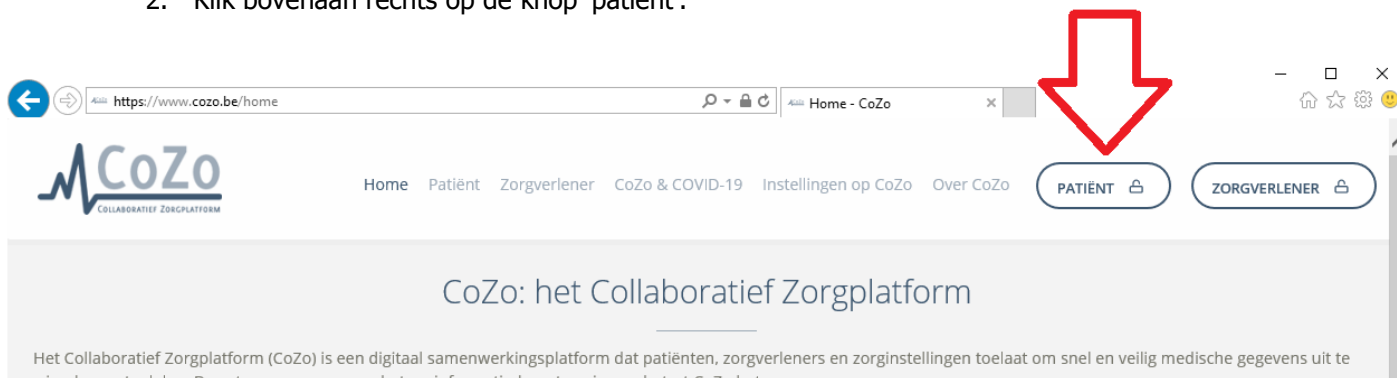 2. Klik bovenaan rechts op de knop 'patiënt'.
https://www.cozo.be/home
Home - CoZo
CoZo
COLLABORATIEF ZORGPLATFORM
Home Patiënt Zorgverlener CoZo & COVID-19 Instellingen op CoZo Over CoZo PATIËNT ZORGVERLENER
CoZo: het Collaboratief Zorgplatform
Het Collaboratief Zorgplatform (CoZo) is een digitaal samenwerkingsplatform dat patiënten, zorgverleners en zorginstellingen toelaat om snel en veilig medische gegevens uit te